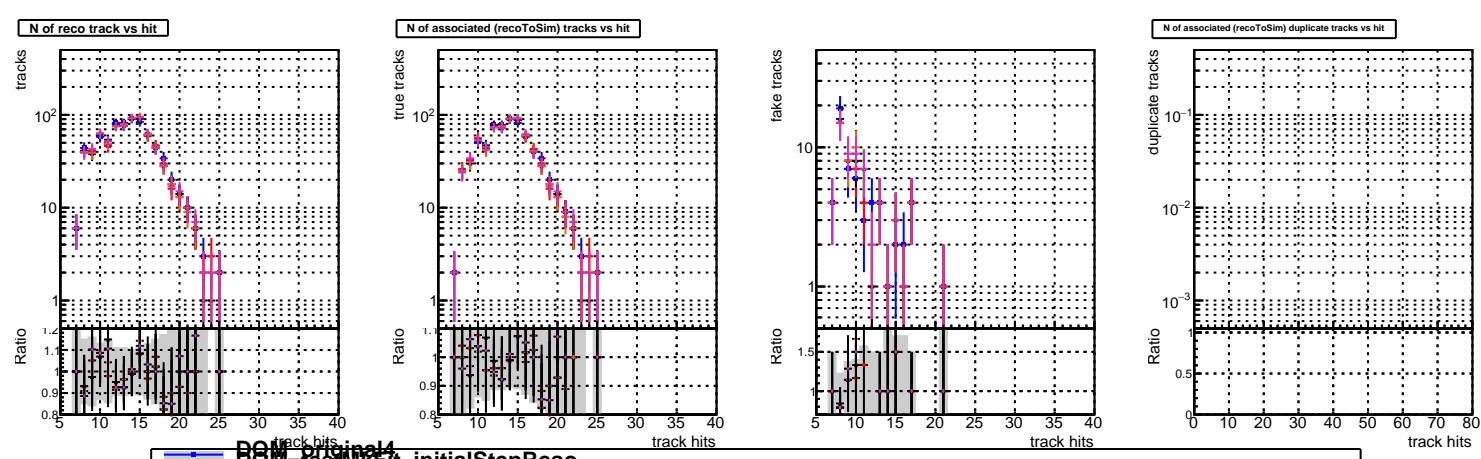 N of reco track vs hit
tracks
10²
10
1
Ratio
1.2
1.1
1
0.9
0.8
5 10 15 20 25 30 35 40
track hits
N of associated (recoToSim) tracks vs hit
true tracks
10²
10
1
Ratio
1.1
1
0.9
0.8
5 10 15 20 25 30 35 40
track hits
fake tracks
10
1
Ratio
1.5
1
5 10 15 20 25 30 35 40
track hits
N of associated (recoToSim) duplicate tracks vs hit
duplicate tracks
10⁻¹
10⁻²
10⁻³
Ratio
1
0.5
0
0 10 20 30 40 50 60 70 80
track hits
DQM_original4
initialStepReco